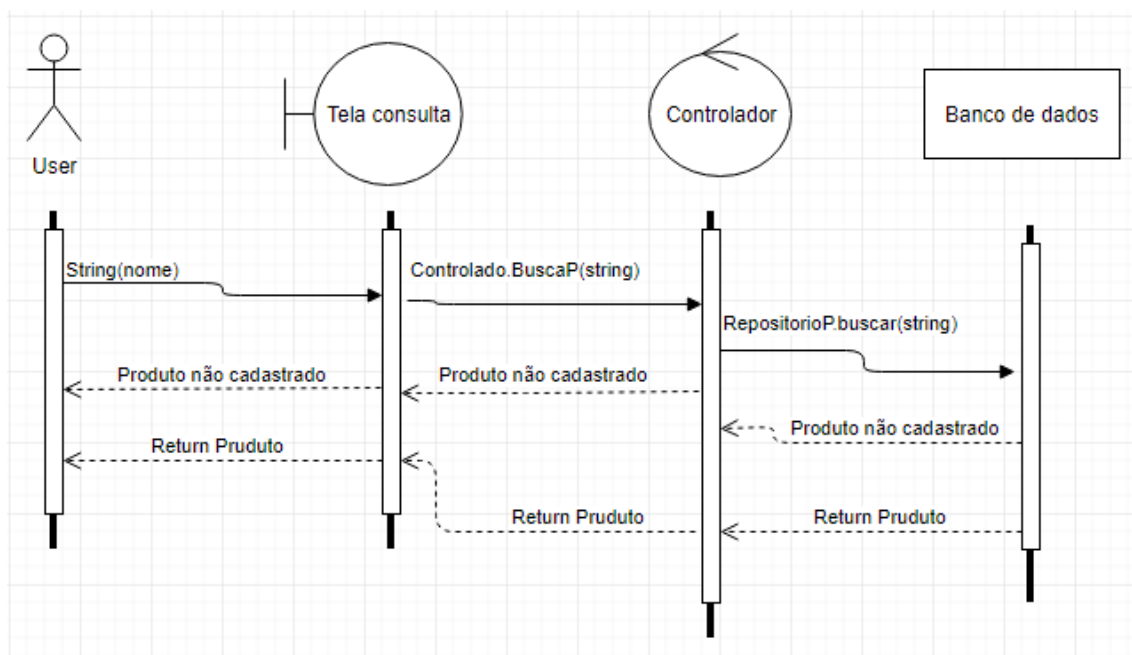 Tela consulta
Controlador
Banco de dados
User
String(nome)
Controlado.BuscaP(string)
RepositorioP.buscar(string)
Produto não cadastrado
Produto não cadastrado
Produto não cadastrado
Return Pruduto
Return Pruduto
Return Pruduto